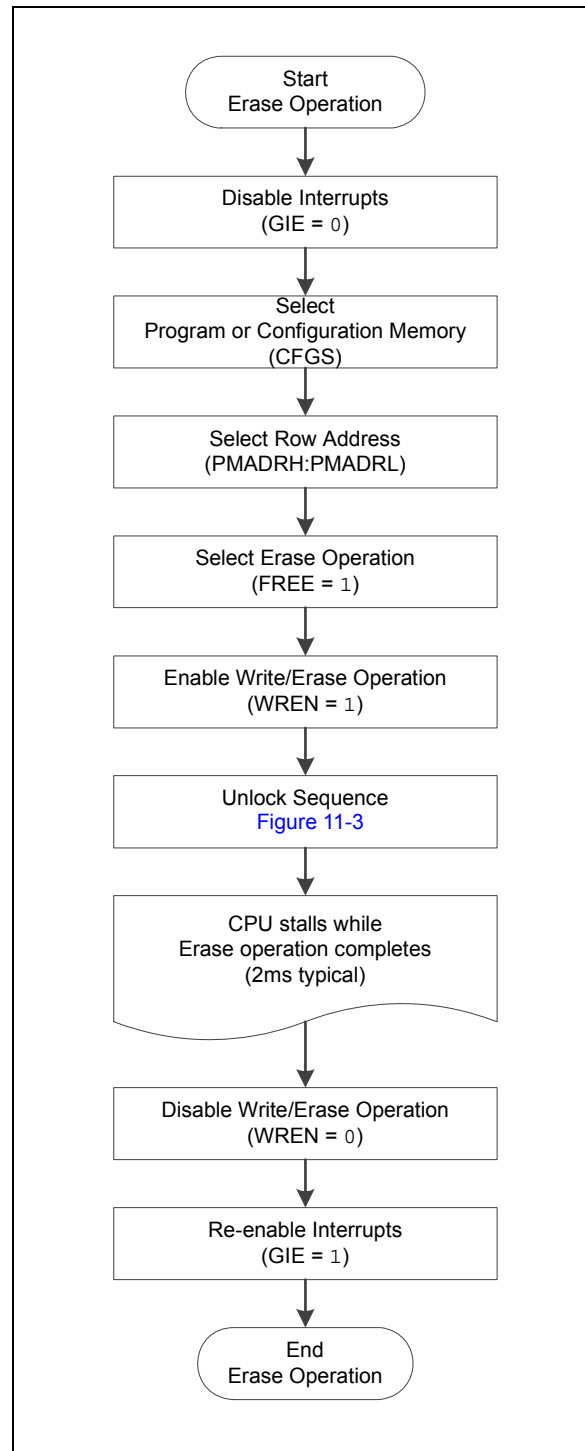 Start
Erase Operation
Disable Interrupts
(GIE = 0)
Select
Program or Configuration Memory
(CFGS)
Select Row Address
(PMADRH:PMADRL)
Select Erase Operation
(FREE = 1)
Enable Write/Erase Operation
(WREN = 1)
Unlock Sequence
Figure 11-3
CPU stalls while
Erase operation completes
(2ms typical)
Disable Write/Erase Operation
(WREN = 0)
Re-enable Interrupts
(GIE = 1)
End
Erase Operation